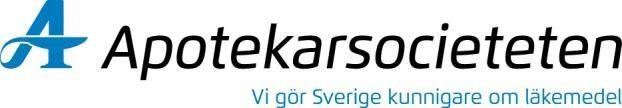 Apotekarsocieteten
Vi gör Sverige kunnigare om läkemedel